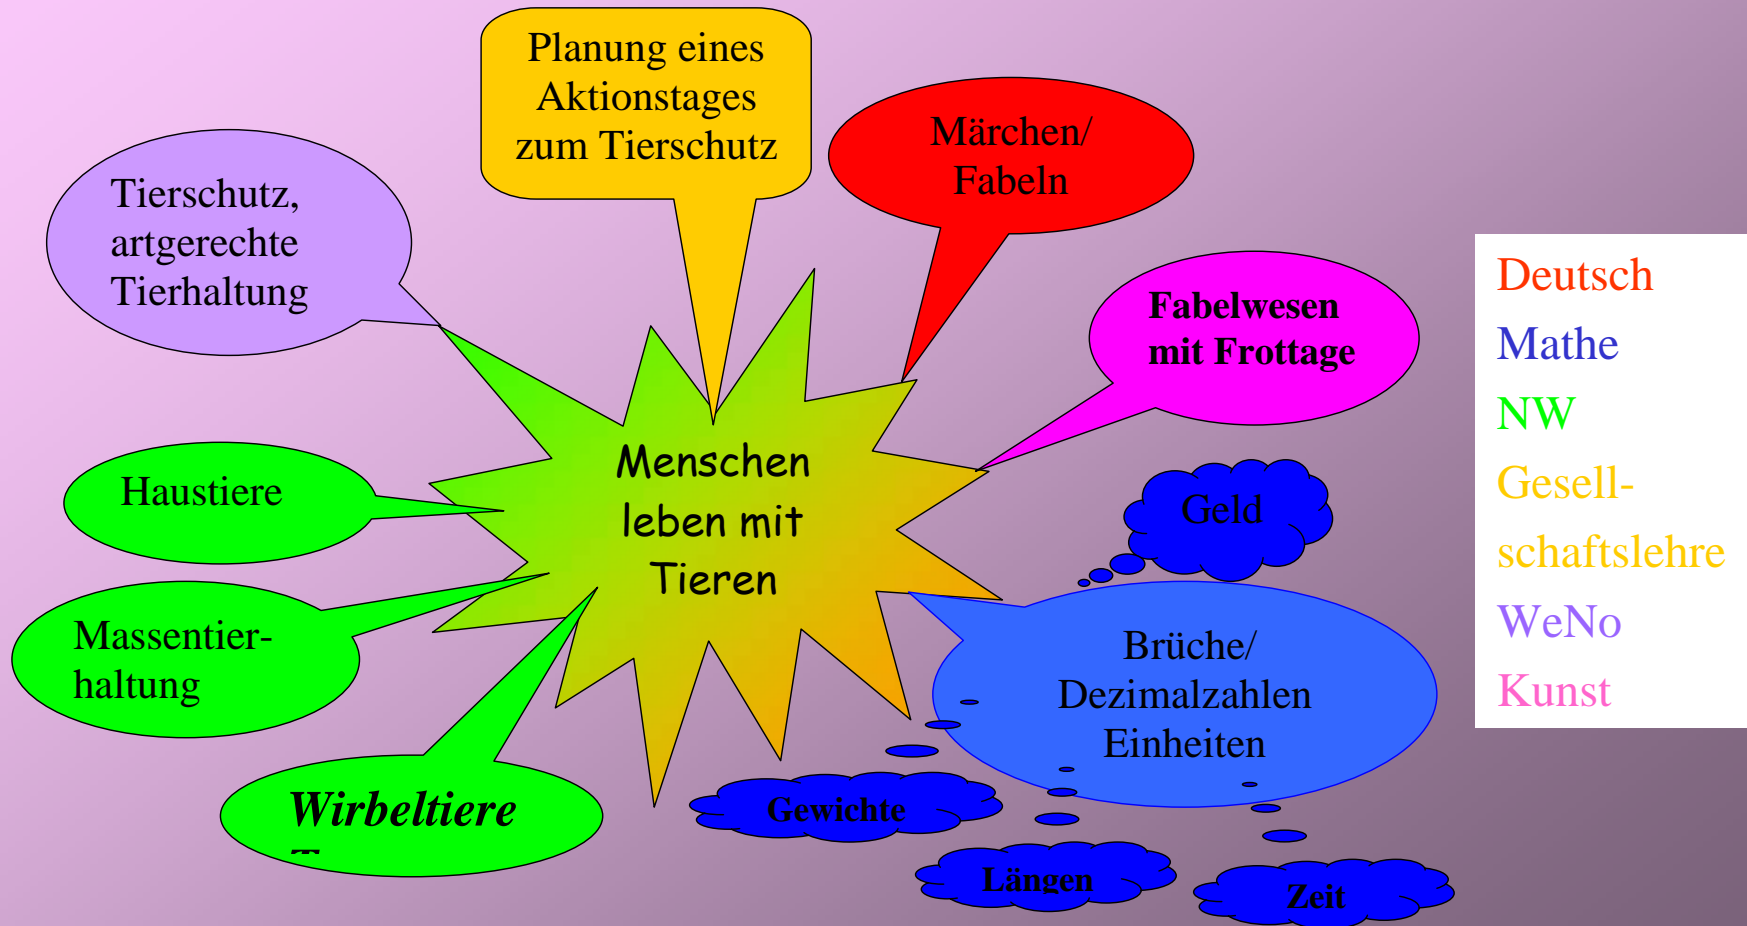 Planung eines
Aktionstages
zum Tierschutz
Märchen/
Fabeln
Tierschutz,
artgerechte
Tierhaltung
Fabelwesen
mit Frottage
Haustiere
Menschen
leben mit
Tieren
Geld
Massentier-
haltung
Brüche/
Dezimalzahlen
Einheiten
Wirbeltiere
Gewichte
Längen
Zeit
Deutsch
Mathe
NW
Gesell-
schaftslehre
WeNo
Kunst